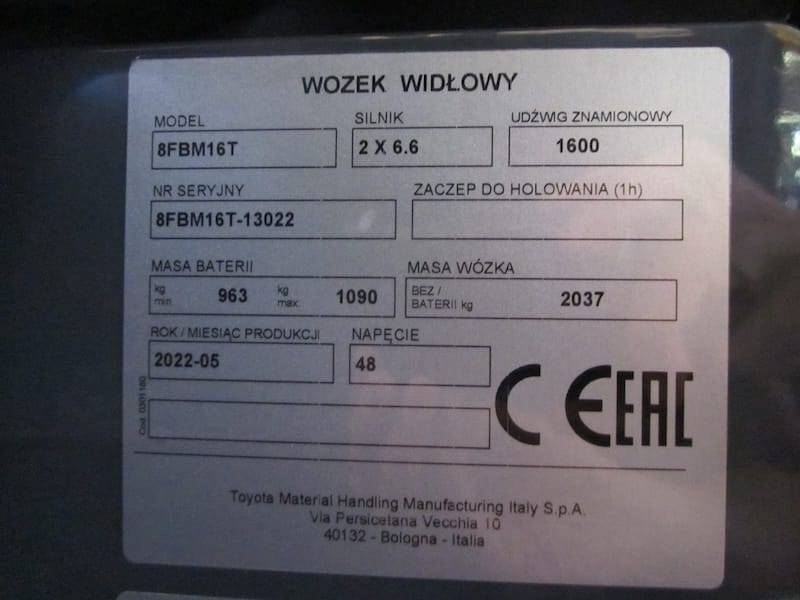 WOZEK WIDŁOWY
MODEL SILNIK UDŹWIG ZNAMIONOWY
8FBM16T 2 X 6.6 1600
NR SERYJNY ZACZEP DO HOLOWANIA (1h)
8FBM16T-13022
MASA BATERII MASA WÓZKA
kg min. 963 kg max. 1090 BEZ / BATERII kg 2037
ROK / MIESIĄC PRODUKCJI NAPĘCIE
2022-05 48
Cod. 0301180
CE EAC
Toyota Material Handling Manufacturing Italy S.p.A.
Via Persicetana Vecchia 10
40132 - Bologna - Italia